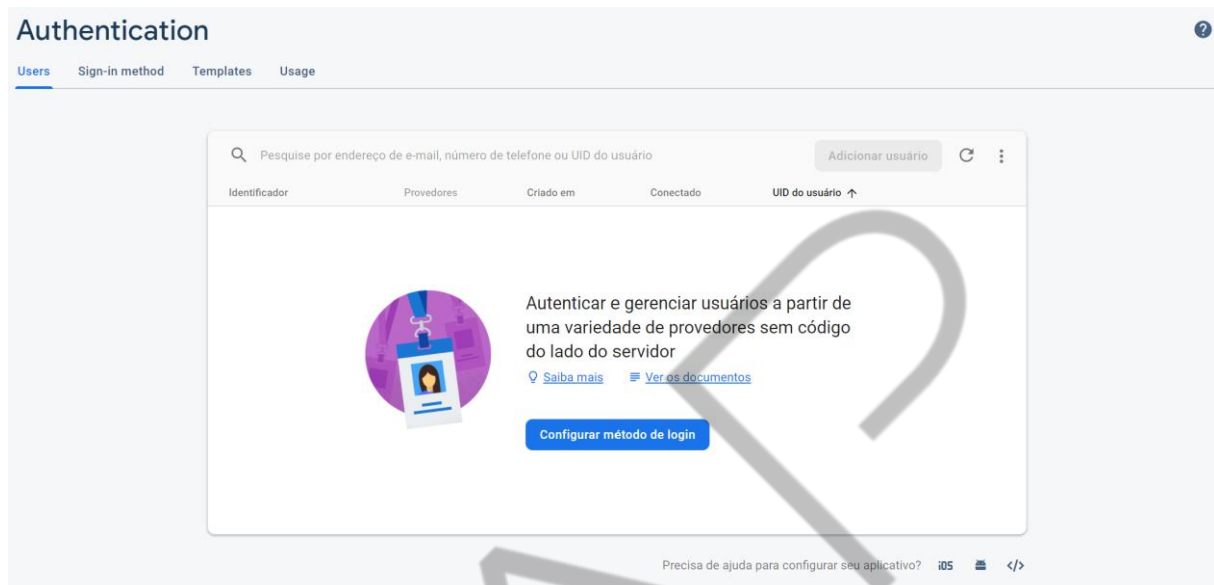 Authentication
Users Sign-in method Templates Usage
Pesquise por endereço de e-mail, número de telefone ou UID do usuário Adicionar usuário
Identificador Provedores Criado em Conectado UID do usuário
Autenticar e gerenciar usuários a partir de
uma variedade de provedores sem código
do lado do servidor
Saiba mais Ver os documentos
Configurar método de login
Precisa de ajuda para configurar seu aplicativo? iOS </>